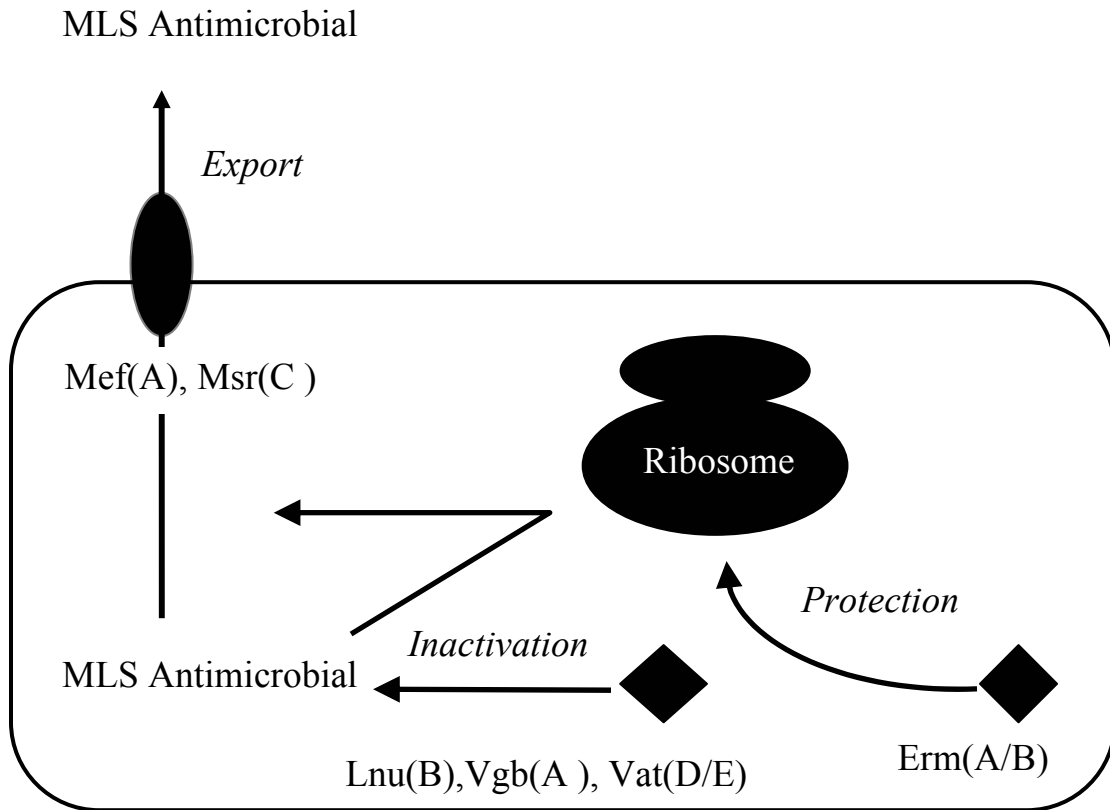 MLS Antimicrobial
Export
Mef(A), Msr(C )
Ribosome
Protection
Inactivation
MLS Antimicrobial
Erm(A/B)
Lnu(B),Vgb(A ), Vat(D/E)